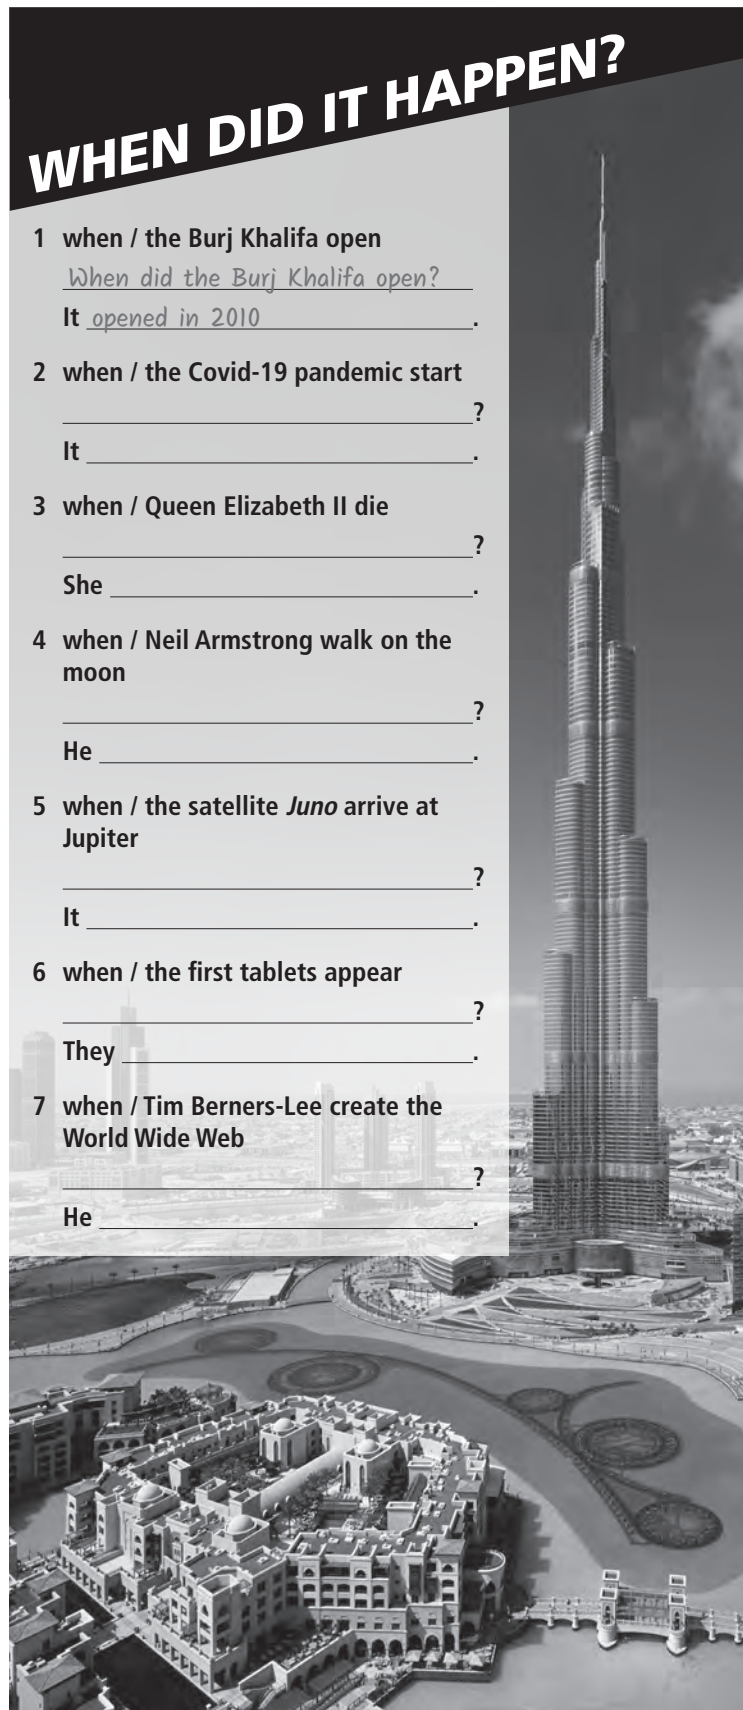 WHEN DID IT HAPPEN?
1 when / the Burj Khalifa open
When did the Burj Khalifa open?
It opened in 2010.
2 when / the Covid-19 pandemic start
?
It .
3 when / Queen Elizabeth II die
?
She .
4 when / Neil Armstrong walk on the
moon
?
He .
5 when / the satellite Juno arrive at
Jupiter
?
It .
6 when / the first tablets appear
?
They .
7 when / Tim Berners-Lee create the
World Wide Web
?
He .